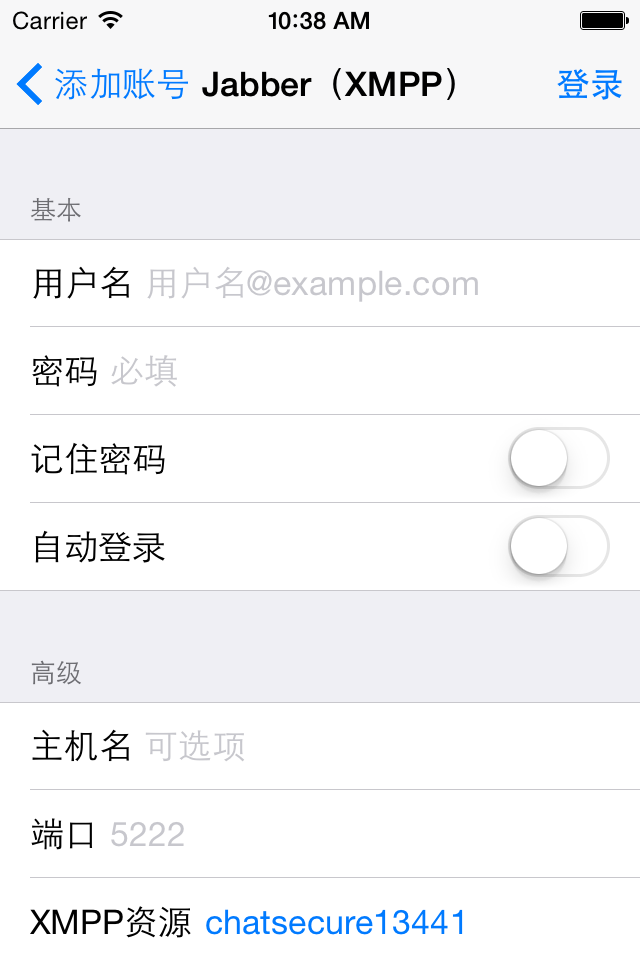 Carrier 10:38 AM
添加账号 Jabber（XMPP） 登录
基本
用户名 用户名@example.com
密码 必填
记住密码
自动登录
高级
主机名 可选项
端口 5222
XMPP资源 chatsecure13441